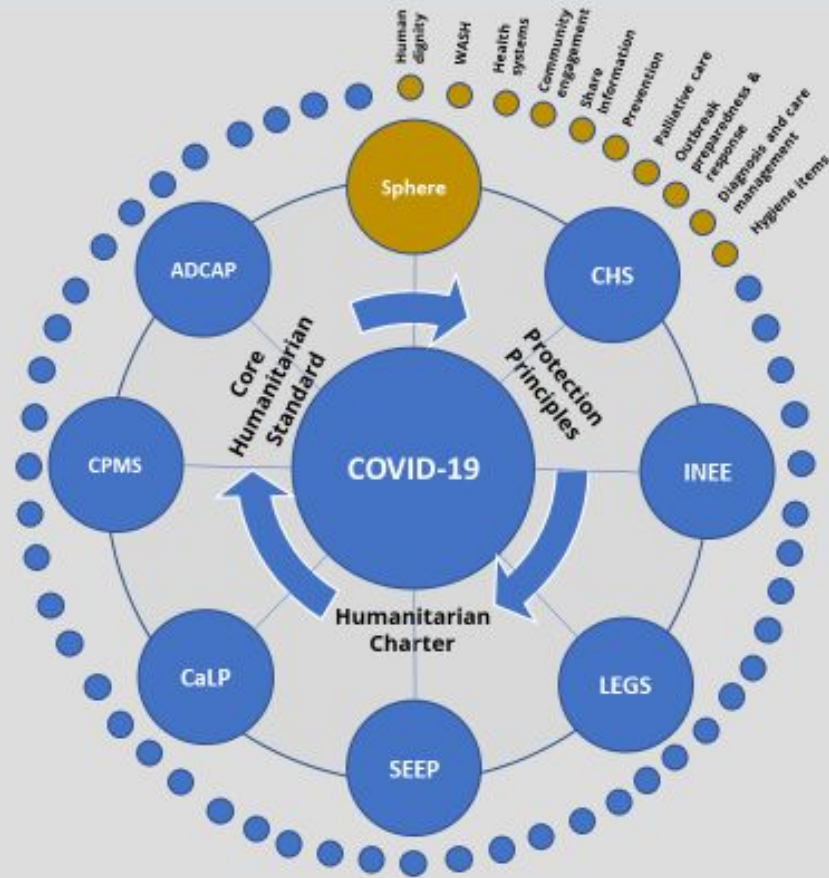 Human
dignity
WASH
Health
systems
Community
engagement
Share
Information
Prevention
Palliative care
Outbreak
preparedness &
response
Diagnosis and care
management
Hygiene items
Sphere
CHS
INEE
LEGS
SEEP
CaLP
CPMS
ADCAP
Core
Humanitarian
Standard
Protection
Principles
Humanitarian
Charter
COVID-19